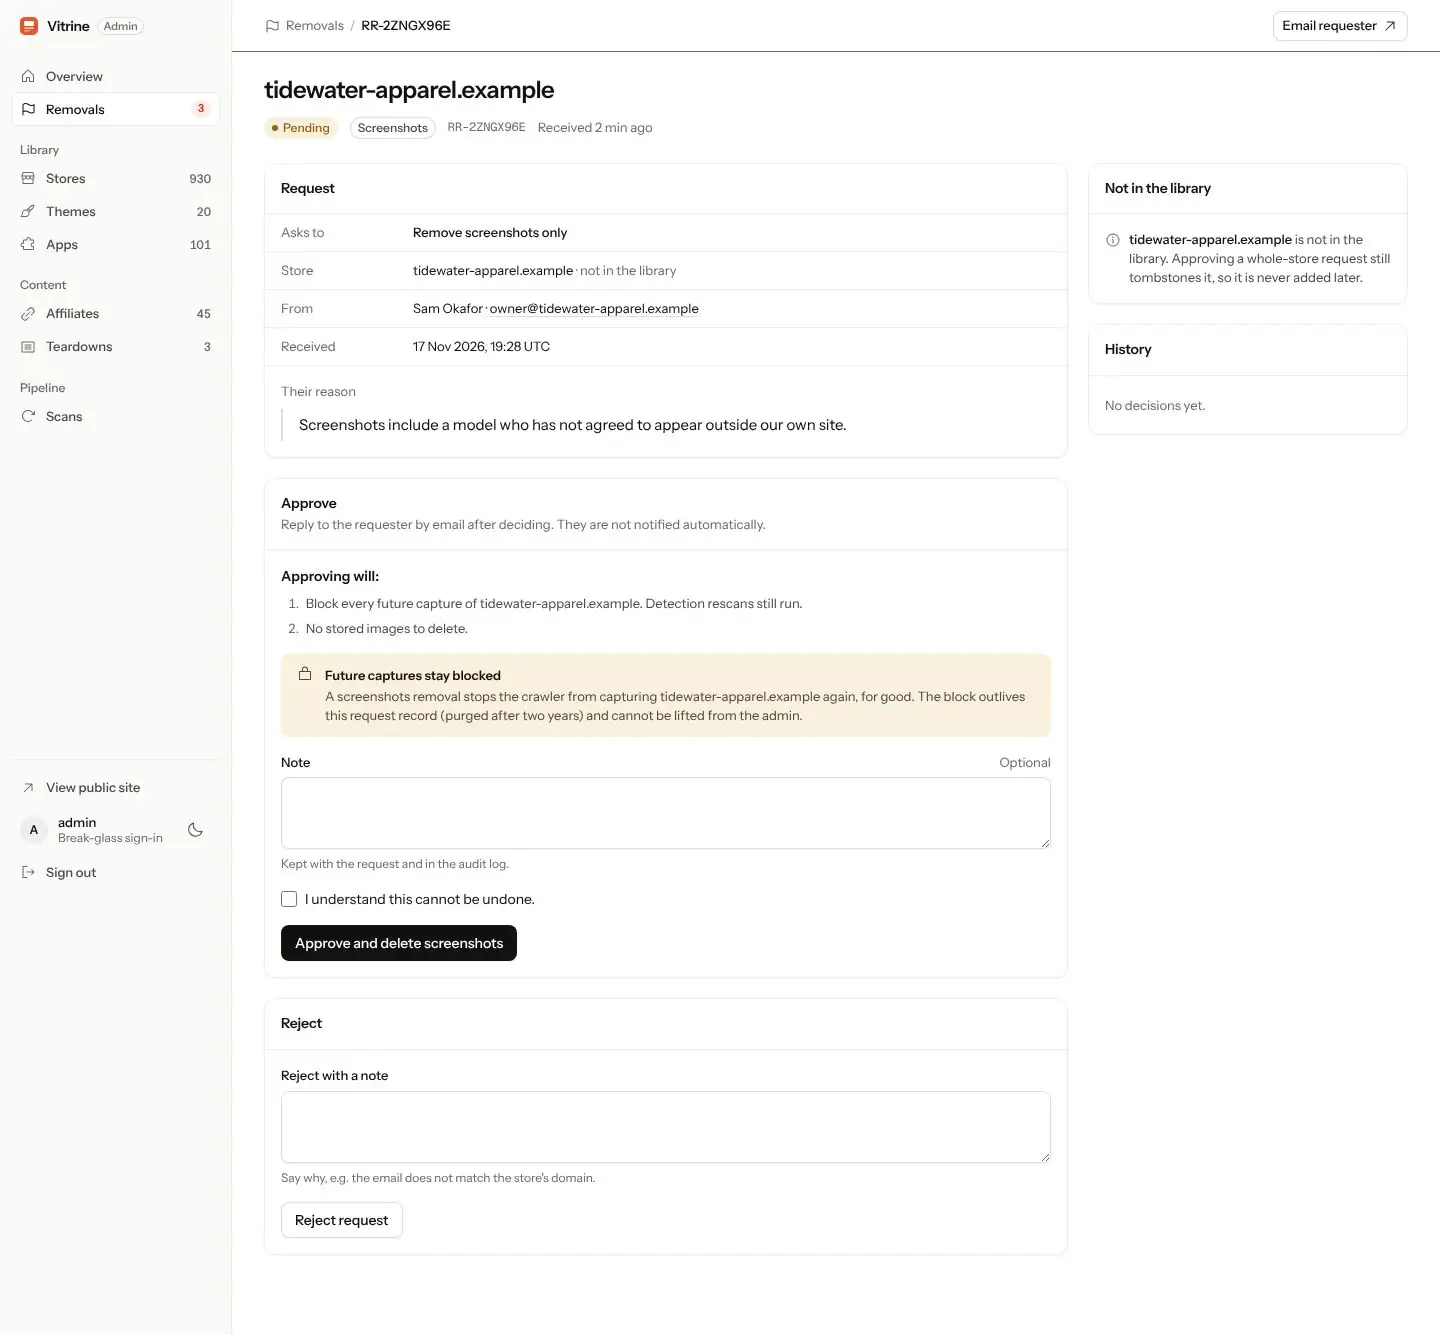 Vitrine Admin
Overview
Removals 3
Library
Stores 930
Themes 20
Apps 101
Content
Affiliates 45
Teardowns 3
Pipeline
Scans
View public site
A
admin
Break-glass sign-in
Sign out
Removals / RR-2ZNGX96E
Email requester
tidewater-apparel.example
Pending Screenshots RR-2ZNGX96E Received 2 min ago
Request
Asks to Remove screenshots only
Store tidewater-apparel.example · not in the library
From Sam Okafor · owner@tidewater-apparel.example
Received 17 Nov 2026, 19:28 UTC
Their reason
Screenshots include a model who has not agreed to appear outside our own site.
Approve
Reply to the requester by email after deciding. They are not notified automatically.
Approving will:
1. Block every future capture of tidewater-apparel.example. Detection rescans still run.
2. No stored images to delete.
Future captures stay blocked
A screenshots removal stops the crawler from capturing tidewater-apparel.example again, for good. The block outlives
this request record (purged after two years) and cannot be lifted from the admin.
Note Optional
Kept with the request and in the audit log.
I understand this cannot be undone.
Approve and delete screenshots
Reject
Reject with a note
Say why, e.g. the email does not match the store's domain.
Reject request
Not in the library
tidewater-apparel.example is not in the
library. Approving a whole-store request still
tombstones it, so it is never added later.
History
No decisions yet.